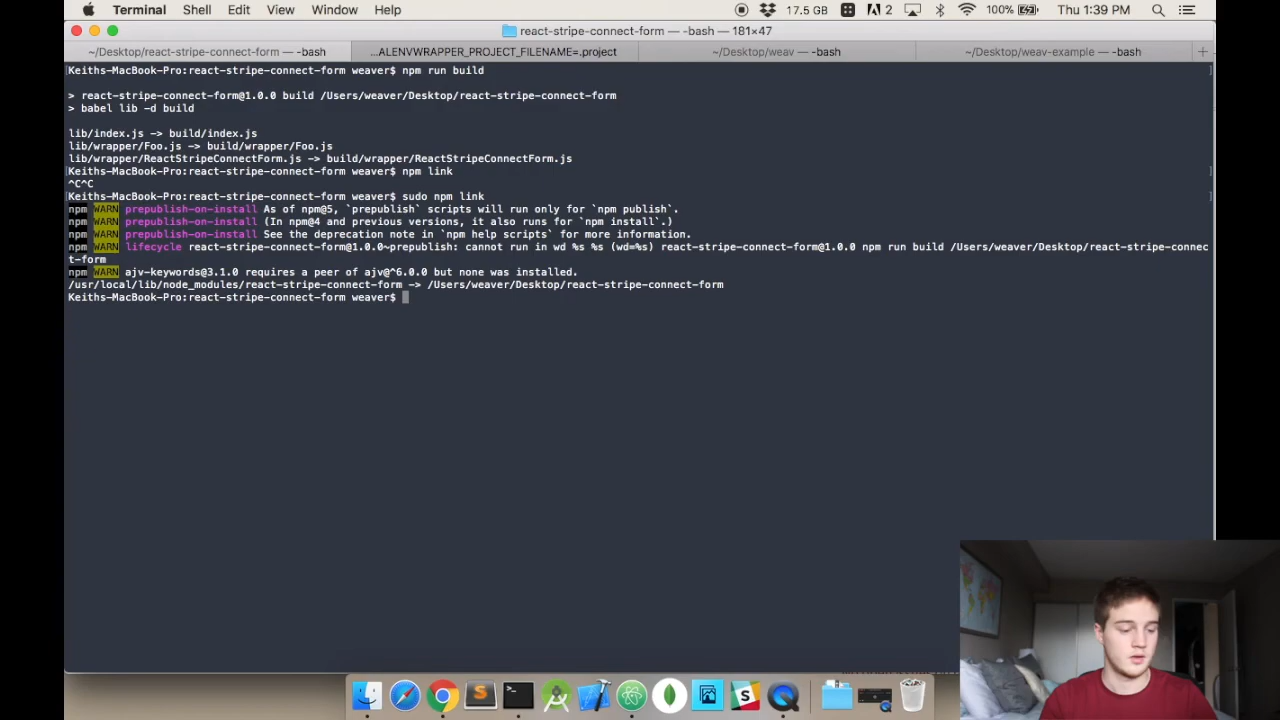 Terminal Shell Edit View Window Help 17.5 GB 2 100% Thu 1:39 PM
react-stripe-connect-form — -bash — 181×47
~/Desktop/react-stripe-connect-form — -bash ...ALENVWRAPPER_PROJECT_FILENAME=.project ~/Desktop/weav — -bash ~/Desktop/weav-example — -bash +
[Keiths-MacBook-Pro:react-stripe-connect-form weaver$ npm run build ]
> react-stripe-connect-form@1.0.0 build /Users/weaver/Desktop/react-stripe-connect-form
> babel lib -d build
lib/index.js -> build/index.js
lib/wrapper/Foo.js -> build/wrapper/Foo.js
lib/wrapper/ReactStripeConnectForm.js -> build/wrapper/ReactStripeConnectForm.js
[Keiths-MacBook-Pro:react-stripe-connect-form weaver$ npm link ]
^C^C
[Keiths-MacBook-Pro:react-stripe-connect-form weaver$ sudo npm link ]
npm WARN prepublish-on-install As of npm@5, `prepublish` scripts will run only for `npm publish`.
npm WARN prepublish-on-install (In npm@4 and previous versions, it also runs for `npm install`.)
npm WARN prepublish-on-install See the deprecation note in `npm help scripts` for more information.
npm WARN lifecycle react-stripe-connect-form@1.0.0~prepublish: cannot run in wd %s %s (wd=%s) react-stripe-connect-form@1.0.0 npm run build /Users/weaver/Desktop/react-stripe-connec
t-form
npm WARN ajv-keywords@3.1.0 requires a peer of ajv@^6.0.0 but none was installed.
/usr/local/lib/node_modules/react-stripe-connect-form -> /Users/weaver/Desktop/react-stripe-connect-form
Keiths-MacBook-Pro:react-stripe-connect-form weaver$